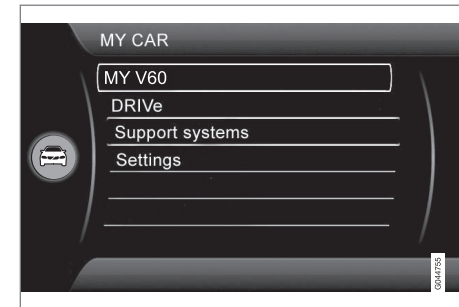 MY CAR
MY V60
DRIVe
Support systems
Settings
G044755